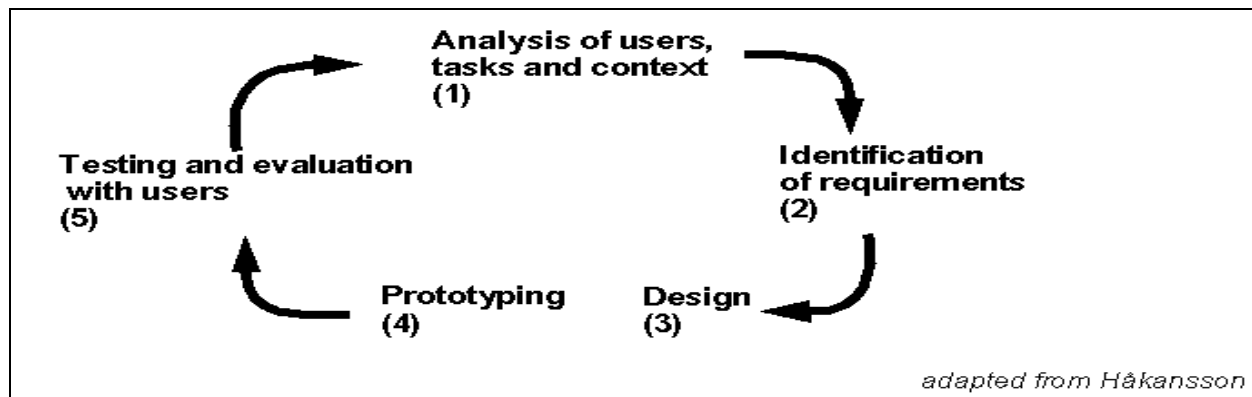 Analysis of users,
tasks and context
(1)
Identification
of requirements
(2)
Design
(3)
Prototyping
(4)
Testing and evaluation
with users
(5)
adapted from Håkansson